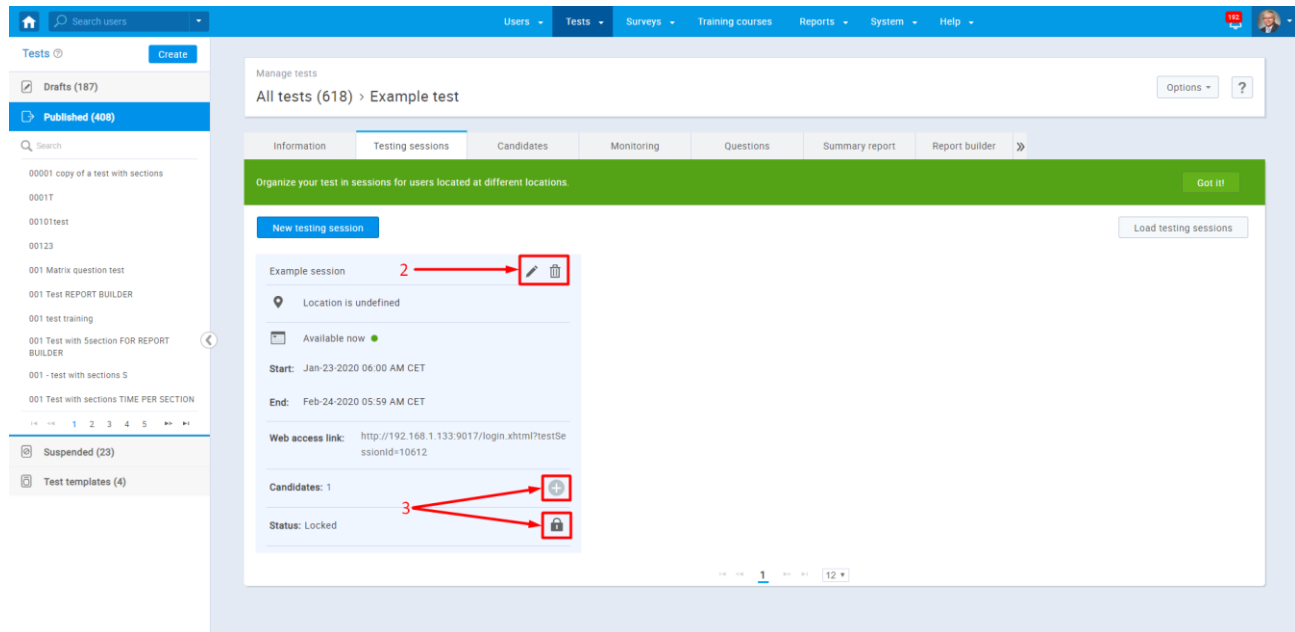 Search users
Users
Tests
Surveys
Training courses
Reports
System
Help
192
Tests
Create
Drafts (187)
Published (408)
Search
00001 copy of a test with sections
0001T
00101test
00123
001 Matrix question test
001 Test REPORT BUILDER
001 test training
001 Test with 5section FOR REPORT
BUILDER
001 - test with sections S
001 Test with sections TIME PER SECTION
1 2 3 4 5
Suspended (23)
Test templates (4)
Manage tests
All tests (618) > Example test
Options
?
Information
Testing sessions
Candidates
Monitoring
Questions
Summary report
Report builder
Organize your test in sessions for users located at different locations.
Got it!
New testing session
Load testing sessions
Example session
2
Location is undefined
Available now
Start: Jan-23-2020 06:00 AM CET
End: Feb-24-2020 05:59 AM CET
Web access link: http://192.168.1.133:9017/login.xhtml?testSe
ssionId=10612
Candidates: 1
3
Status: Locked
1
12